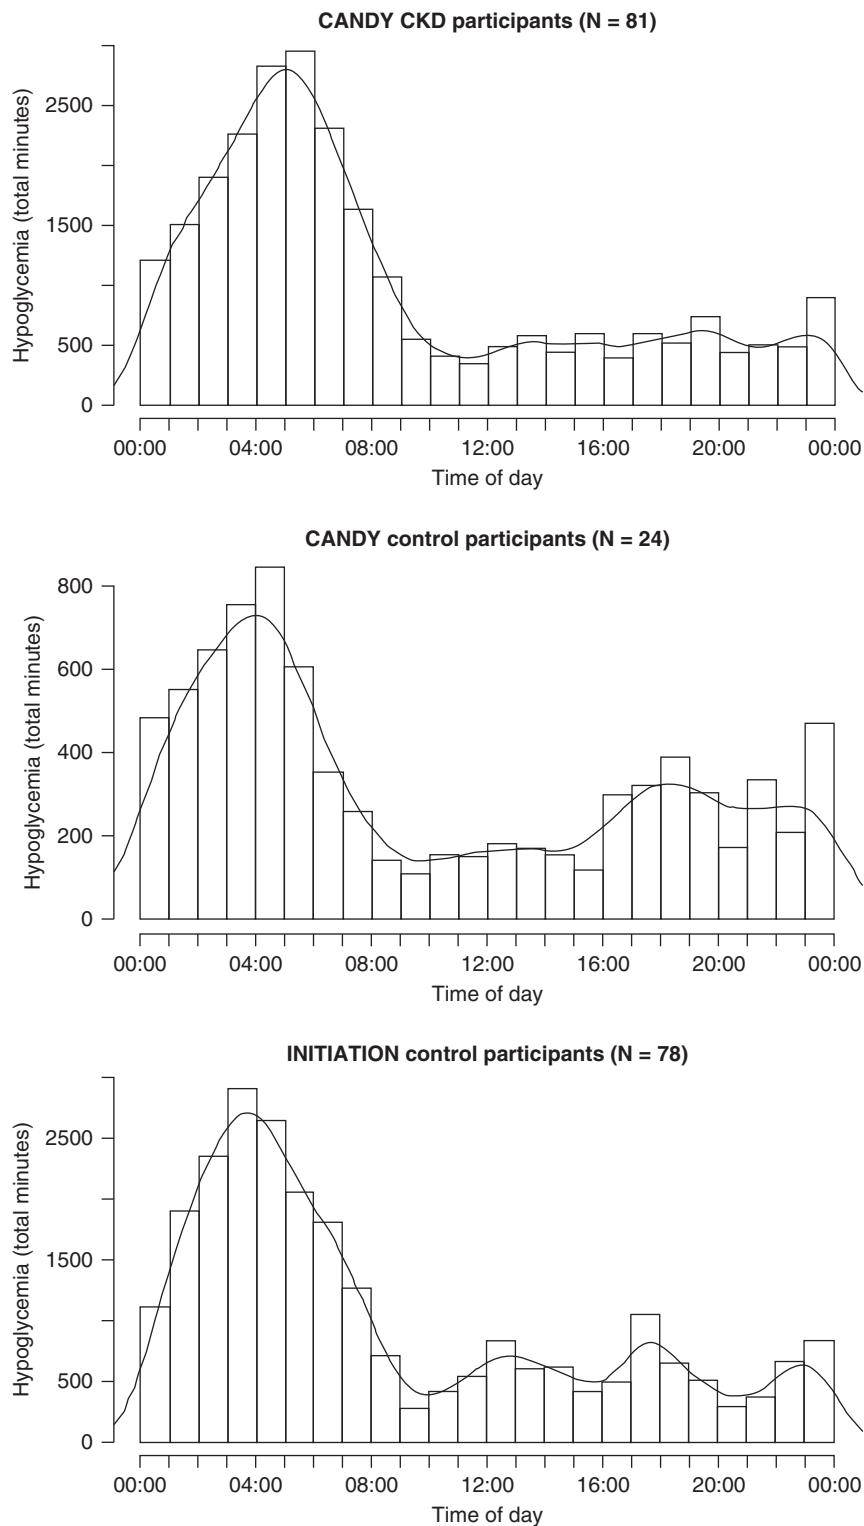 CANDY CKD participants (N = 81)
Hypoglycemia (total minutes)
2500
1500
500
0
00:00 04:00 08:00 12:00 16:00 20:00 00:00
Time of day
CANDY control participants (N = 24)
Hypoglycemia (total minutes)
800
600
400
200
0
00:00 04:00 08:00 12:00 16:00 20:00 00:00
Time of day
INITIATION control participants (N = 78)
Hypoglycemia (total minutes)
2500
1500
500
0
00:00 04:00 08:00 12:00 16:00 20:00 00:00
Time of day